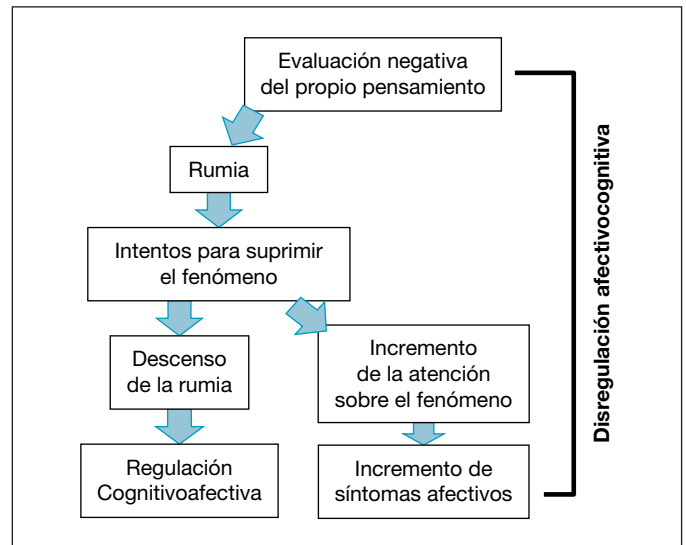 Evaluación negativa
del propio pensamiento
Rumia
Intentos para suprimir
el fenómeno
Descenso
de la rumia
Incremento
de la atención
sobre el fenómeno
Regulación
Cognitivoafectiva
Incremento de
síntomas afectivos
Disregulación afectivocognitiva